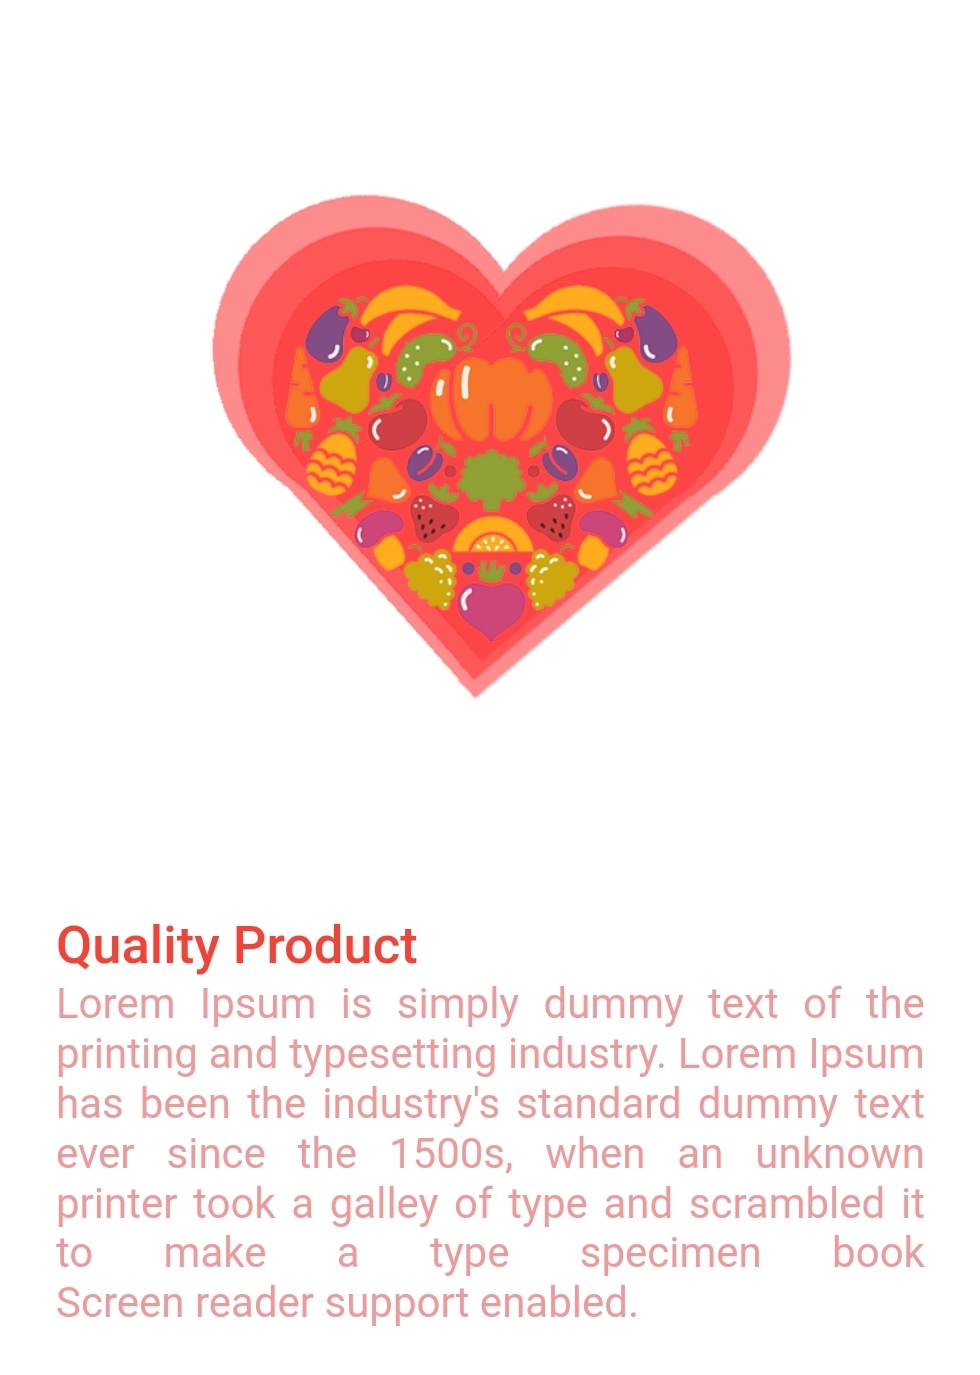 Quality Product
Lorem Ipsum is simply dummy text of the
printing and typesetting industry. Lorem Ipsum
has been the industry's standard dummy text
ever since the 1500s, when an unknown
printer took a galley of type and scrambled it
to make a type specimen book
Screen reader support enabled.